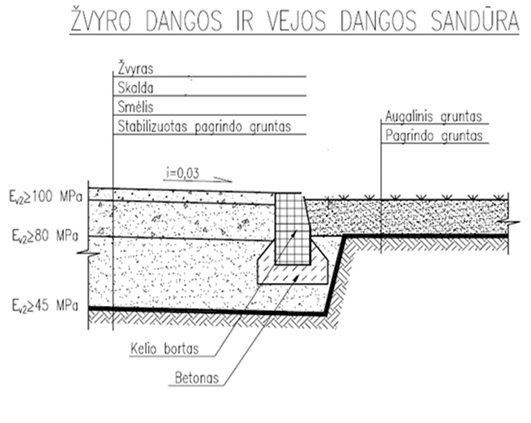 ŽVYRO DANGOS IR VEJOS DANGOS SANDŪRA
Žvyras
Skalda
Smėlis
Stabilizuotas pagrindo gruntas
Augalinis gruntas
Pagrindo gruntas
i=0,03
Ev2≥100 MPa
Ev2≥80 MPa
Ev2≥45 MPa
Kelio bortas
Betonas